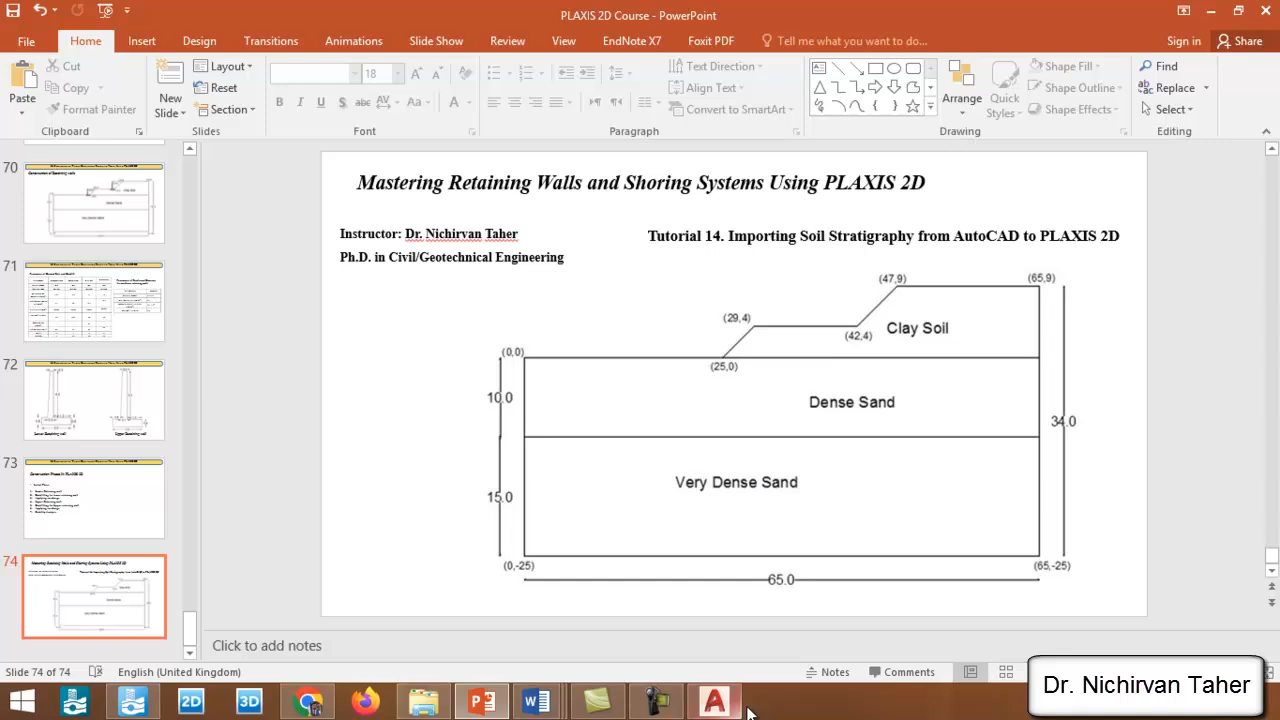 PLAXIS 2D Course - PowerPoint
File Home Insert Design Transitions Animations Slide Show Review View EndNote X7 Foxit PDF Tell me what you want to do... Sign in Share
Paste
Cut
Copy
Format Painter
Clipboard
New Slide
Layout
Reset
Section
Slides
18
B I U S abc AV Aa A
Font
Text Direction
Align Text
Convert to SmartArt
Paragraph
Arrange
Quick Styles
Shape Fill
Shape Outline
Shape Effects
Drawing
Find
Replace
Select
Editing
70
71
72
73
74
Mastering Retaining Walls and Shoring Systems Using PLAXIS 2D
Instructor: Dr. Nichirvan Taher
Ph.D. in Civil/Geotechnical Engineering
Tutorial 14. Importing Soil Stratigraphy from AutoCAD to PLAXIS 2D
(47,9) (65,9)
(29,4) (42,4) Clay Soil
(0,0) (25,0)
10.0 Dense Sand 34.0
15.0 Very Dense Sand
(0,-25) 65.0 (65,-25)
Click to add notes
Slide 74 of 74 English (United Kingdom) Notes Comments
2D 3D
Dr. Nichirvan Taher